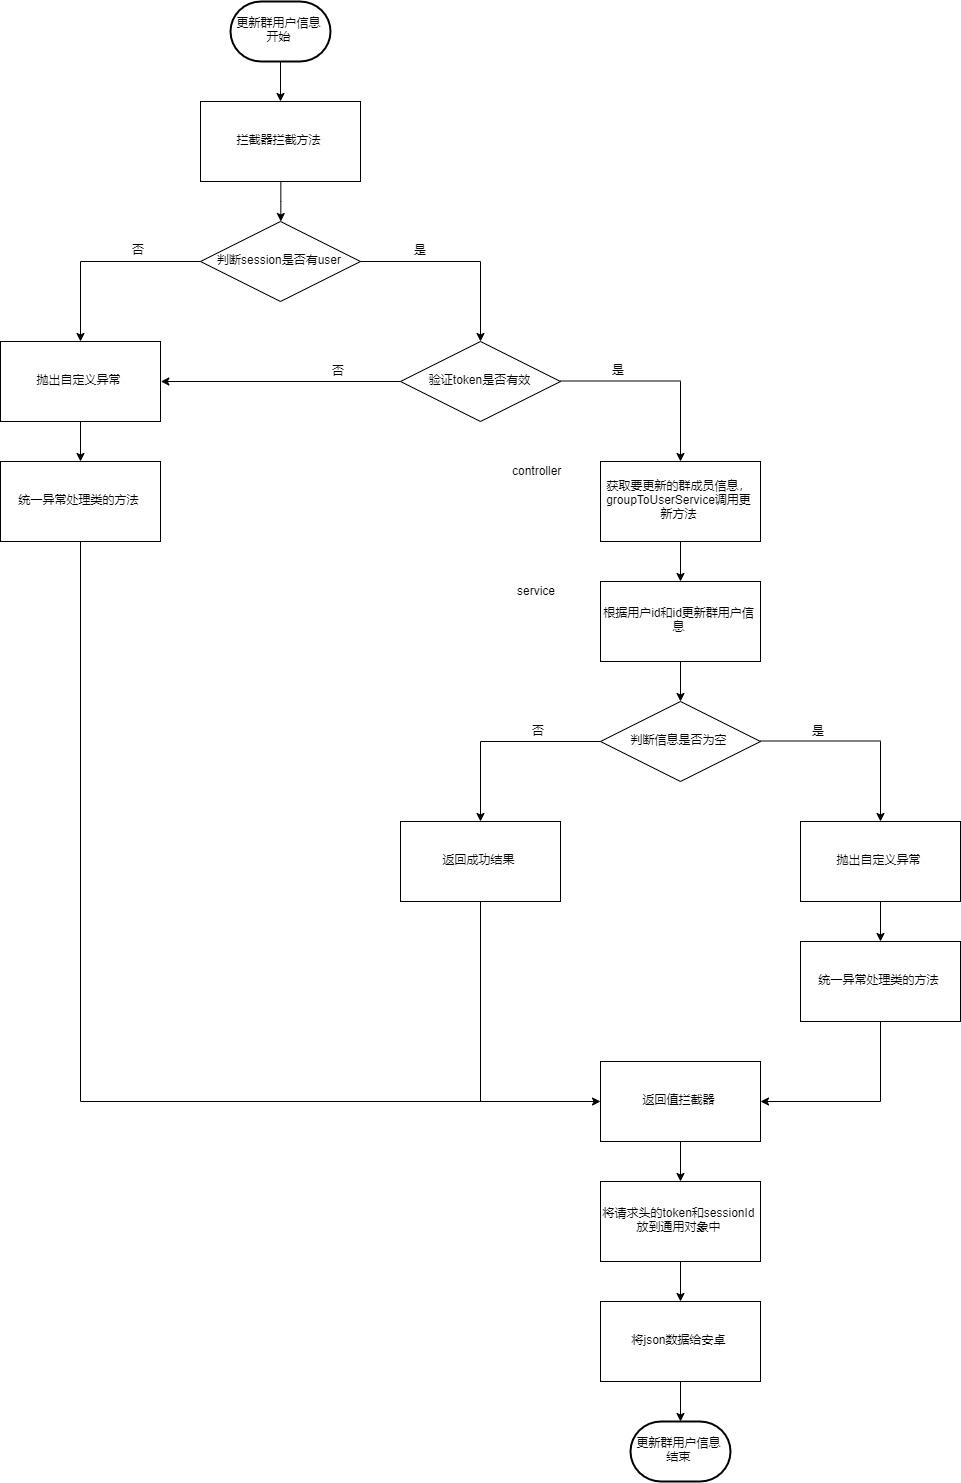 更新群用户信息
开始
拦截器拦截方法
否
是
判断session是否有user
抛出自定义异常
否
验证token是否有效
是
统一异常处理类的方法
controller
获取要更新的群成员信息，
groupToUserService调用更
新方法
service
根据用户id和id更新群用户信
息
否
判断信息是否为空
是
返回成功结果
抛出自定义异常
统一异常处理类的方法
返回值拦截器
将请求头的token和sessionId
放到通用对象中
将json数据给安卓
更新群用户信息
结束